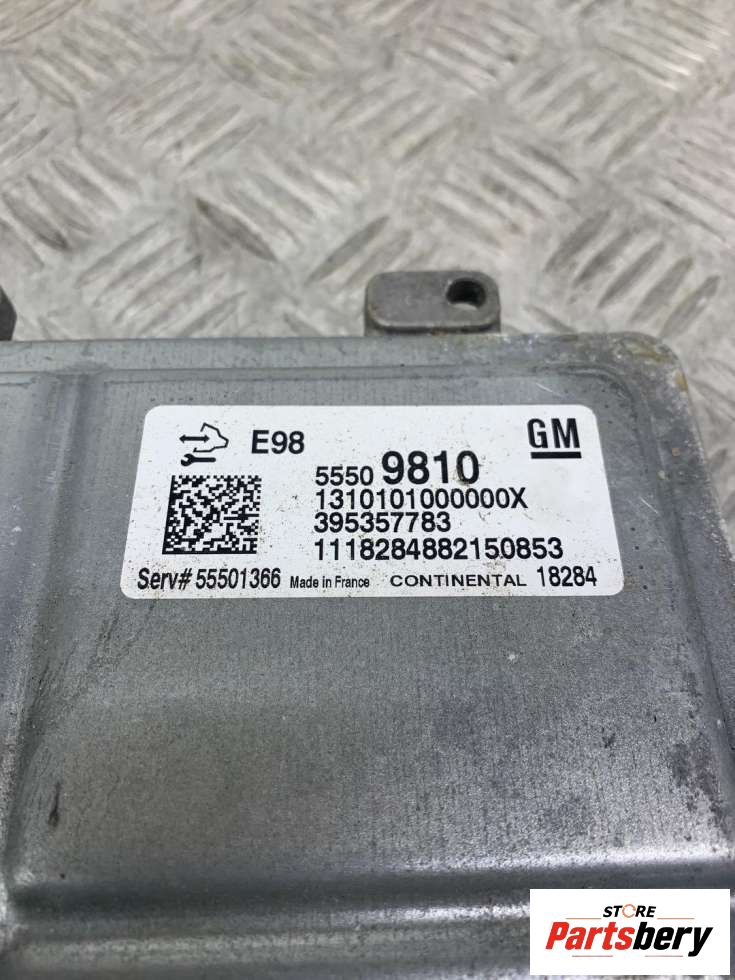 E98
GM
5550 9810
1310101000000X
395357783
1118284882150853
Serv# 55501366 Made in France CONTINENTAL 18284
STORE
Partsbery